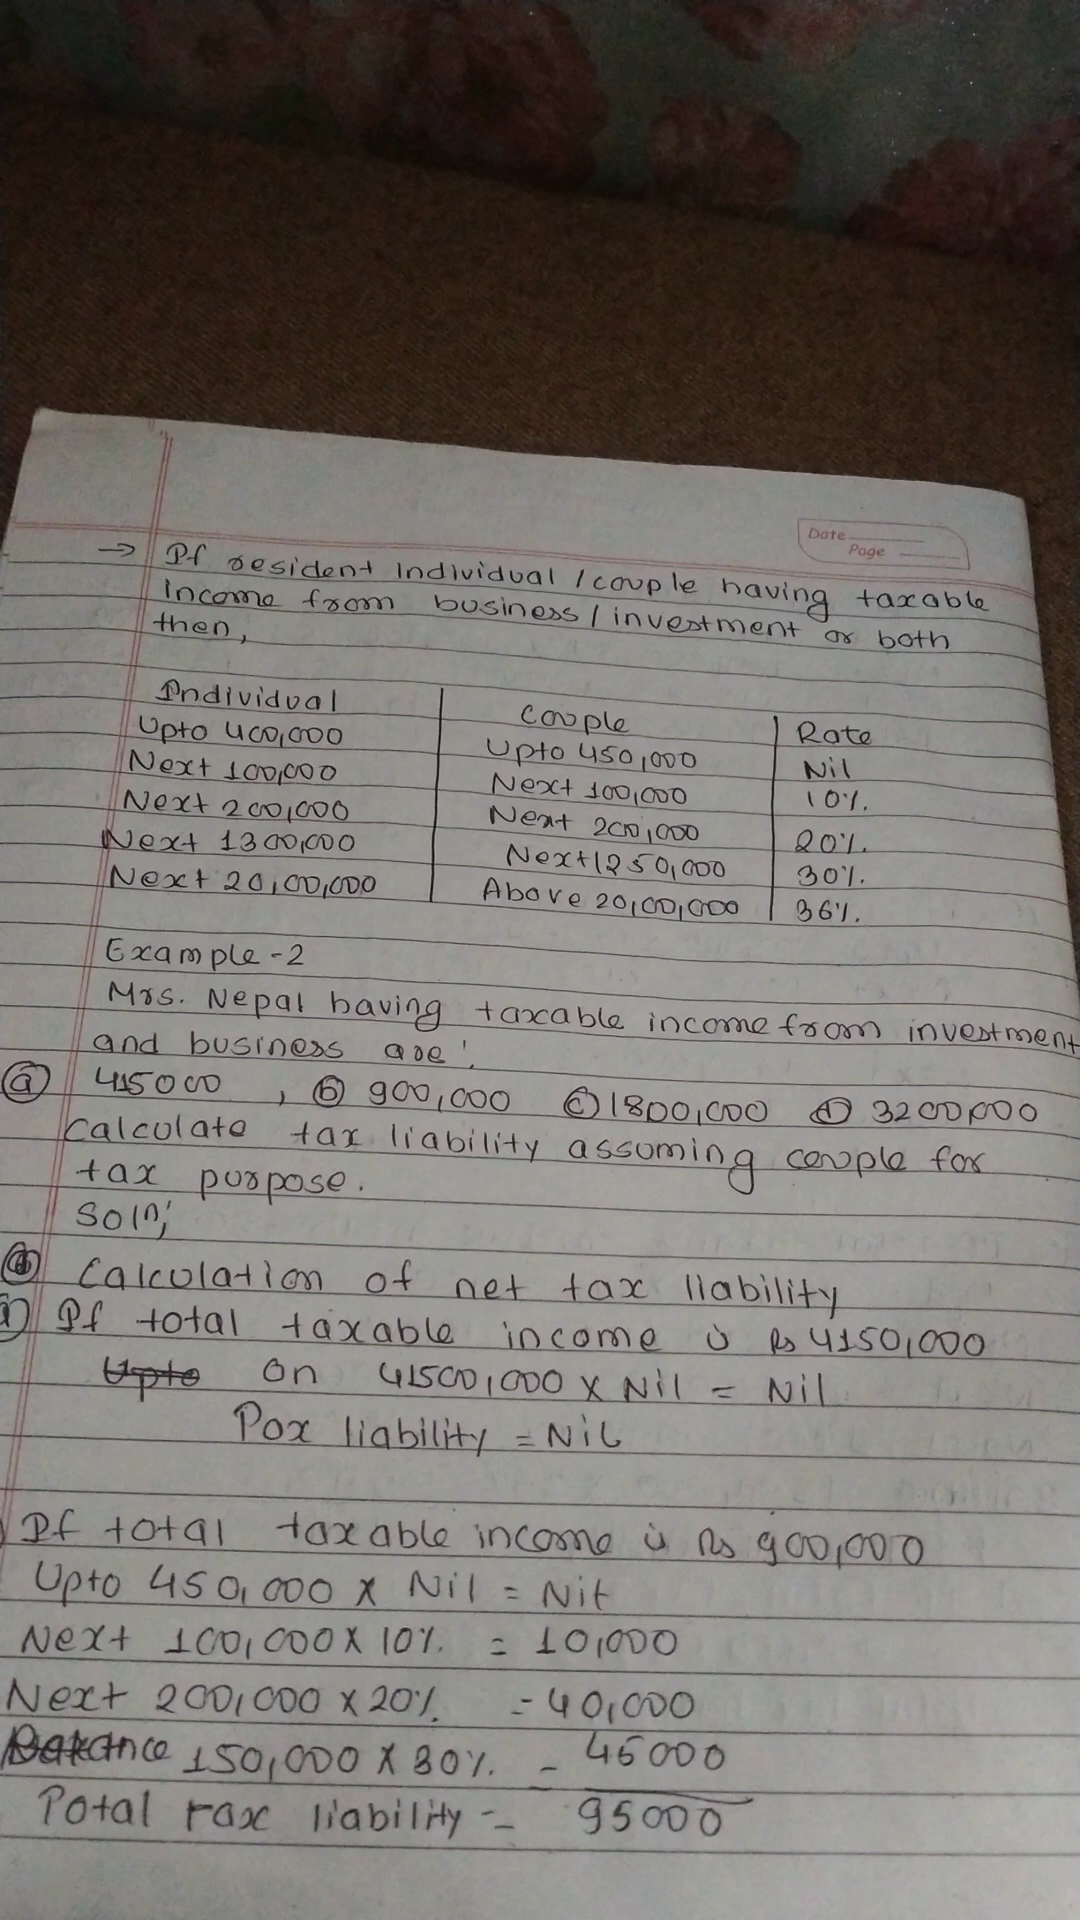 Date
Page
→ If resident individual / couple having taxable
income from business / investment or both
then,
Individual Couple Rate
Upto 400,000 Upto 450,000 Nil
Next 100,000 Next 100,000 10%.
Next 200,000 Next 200,000 20%.
Next 1300,000 Next 1250,000 30%.
Next 20,00,000 Above 20,00,000 36%.
Example - 2
Mrs. Nepal having taxable income from investment
and business are:
(a) 415000 , (b) 900,000 (c) 1800,000 (d) 3200,000
Calculate tax liability assuming couple for
tax purpose.
Soln;
Calculation of net tax liability
If total taxable income is Rs 4150,000
Upto on 41500,000 x Nil = Nil
Tax liability = Nil
If total taxable income is Rs 900,000
Upto 450,000 x Nil = Nil
Next 100,000 x 10%. = 10,000
Next 200,000 x 20%. = 40,000
Balance 150,000 x 30%. = 45000
Total tax liability = 95000